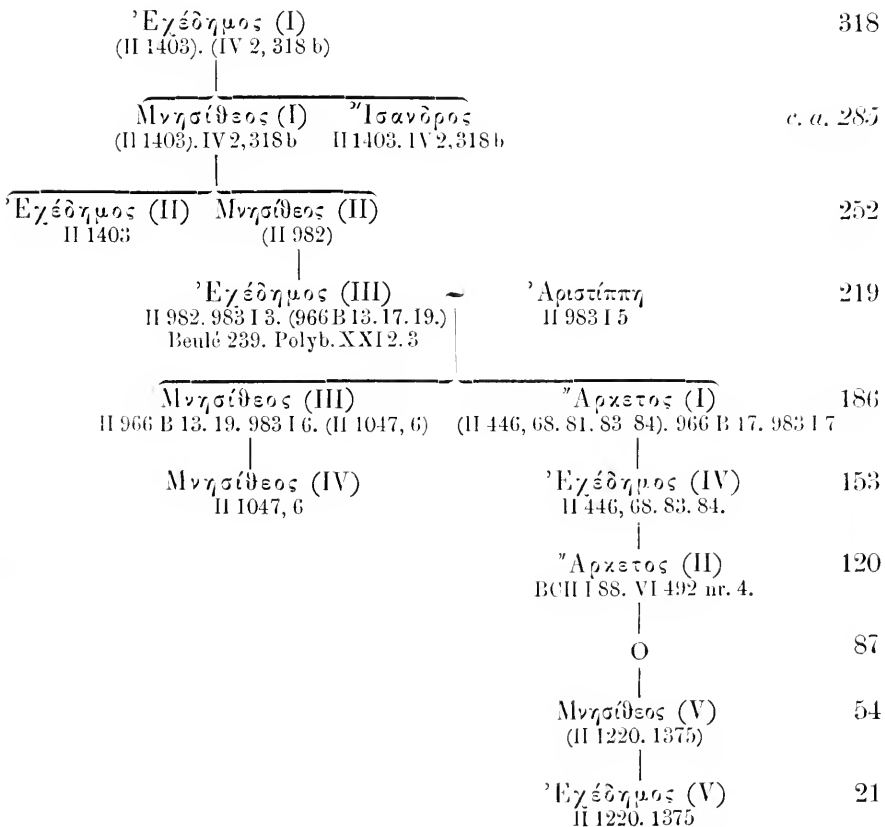 Ἐχέδημος (I) 318
(II 1403). (IV 2, 318 b)
Μνησίθεος (I) Ἴσανδρος c. a. 285
(II 1403). IV 2, 318 b II 1403. IV 2, 318 b
Ἐχέδημος (II) Μνησίθεος (II) 252
II 1403 (II 982)
Ἐχέδημος (III) ~ Ἀριστίππη 219
II 982. 983 I 3. (966 B 13. 17. 19.) II 983 I 5
Beulé 239. Polyb. XXI 2. 3
Μνησίθεος (III) Ἄρκετος (I) 186
II 966 B 13. 19. 983 I 6. (II 1047, 6) (II 446, 68. 81. 83 84). 966 B 17. 983 I 7
Μνησίθεος (IV) Ἐχέδημος (IV) 153
II 1047, 6 II 446, 68. 83. 84.
Ἄρκετος (II) 120
BCH I 88. VI 492 nr. 4.
O 87
Μνησίθεος (V) 54
(II 1220. 1375)
Ἐχέδημος (V) 21
II 1220. 1375